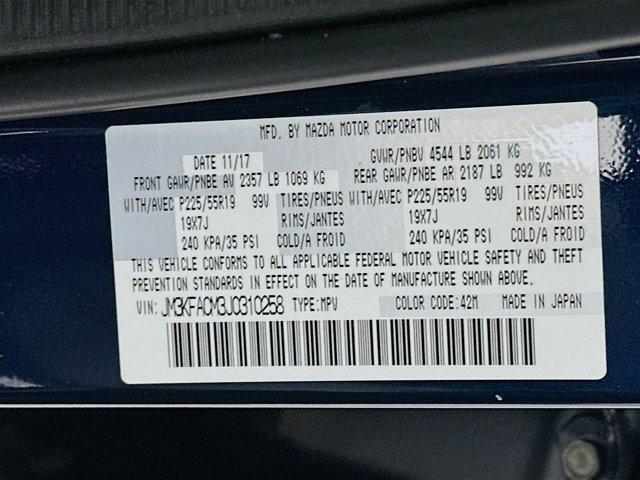 MFD. BY MAZDA MOTOR CORPORATION
DATE 11/17 GVWR/PNBV 4544 LB 2061 KG
FRONT GAWR/PNBE AV 2357 LB 1069 KG REAR GAWR/PNBE AR 2187 LB 992 KG
WITH/AVEC P225/55R19 99V TIRES/PNEUS WITH/AVEC P225/55R19 99V TIRES/PNEUS
19X7J RIMS/JANTES 19X7J RIMS/JANTES
240 KPA/35 PSI COLD/A FROID 240 KPA/35 PSI COLD/A FROID
THIS VEHICLE CONFORMS TO ALL APPLICABLE FEDERAL MOTOR VEHICLE SAFETY AND THEFT
PREVENTION STANDARDS IN EFFECT ON THE DATE OF MANUFACTURE SHOWN ABOVE.
VIN: JM3KFACM3J0310258 TYPE:MPV COLOR CODE:42M MADE IN JAPAN